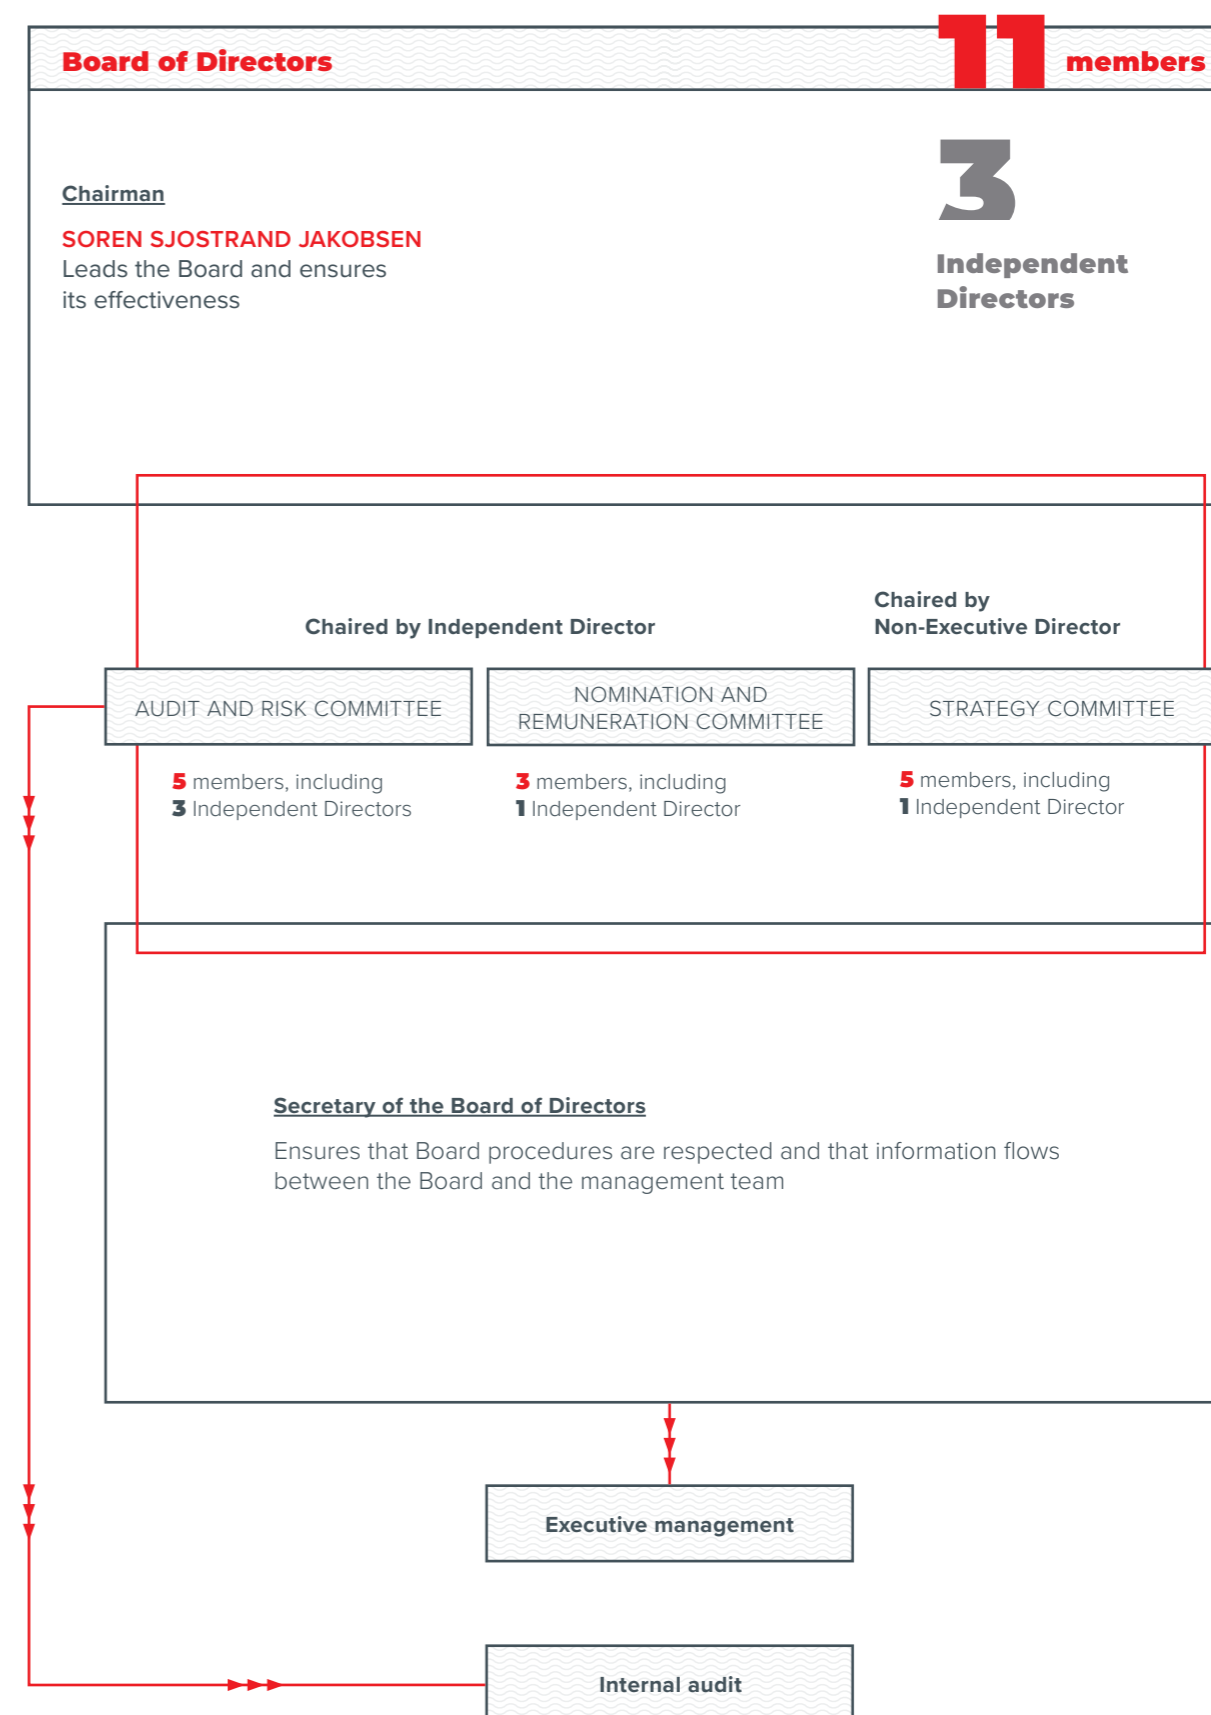 Board of Directors
11 members
Chairman
SOREN SJOSTRAND JAKOBSEN
Leads the Board and ensures
its effectiveness
3
Independent
Directors
Chaired by Independent Director
Chaired by
Non-Executive Director
AUDIT AND RISK COMMITTEE
NOMINATION AND
REMUNERATION COMMITTEE
STRATEGY COMMITTEE
5 members, including
3 Independent Directors
3 members, including
1 Independent Director
5 members, including
1 Independent Director
Secretary of the Board of Directors
Ensures that Board procedures are respected and that information flows
between the Board and the management team
Executive management
Internal audit